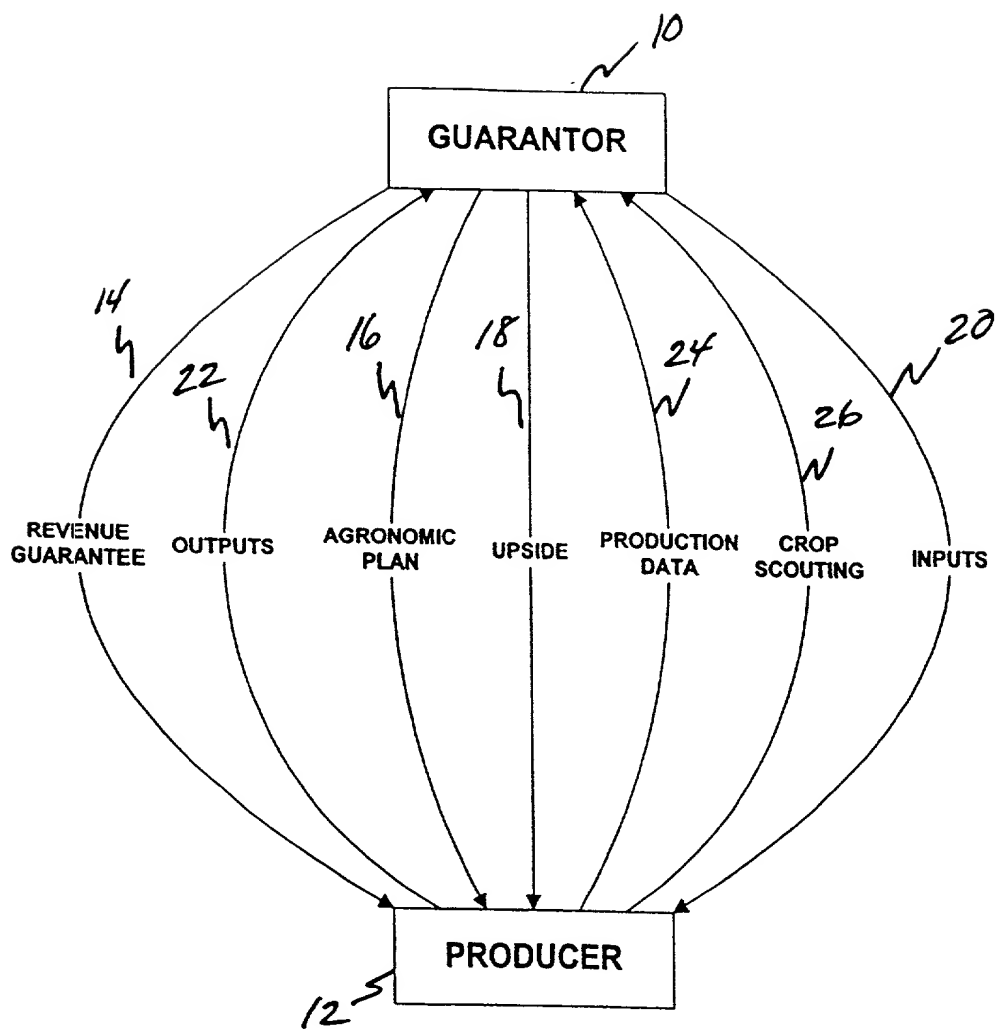 10
GUARANTOR
14
22
16
18
24
26
20
REVENUE
GUARANTEE
OUTPUTS
AGRONOMIC
PLAN
UPSIDE
PRODUCTION
DATA
CROP
SCOUTING
INPUTS
PRODUCER
12